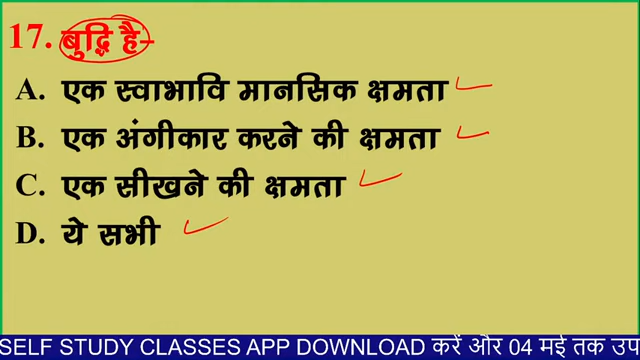 17. बुद्धि है-
A. एक स्वाभावि मानसिक क्षमता
B. एक अंगीकार करने की क्षमता
C. एक सीखने की क्षमता
D. ये सभी
SELF STUDY CLASSES APP DOWNLOAD करें और 04 मई तक उप